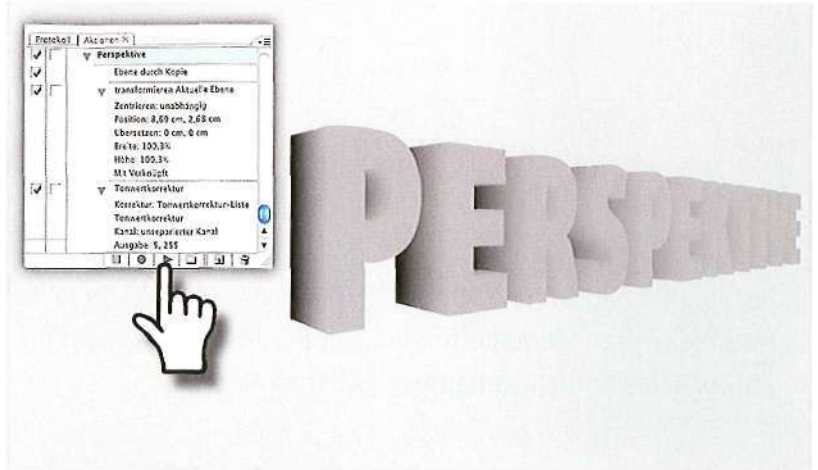 Protokoll Aktionen ×
Perspektive
Ebene durch Kopie
transformieren Aktuelle Ebene
Zentrieren: unabhängig
Position: 8,69 cm, 2,68 cm
Übersetzen: 0 cm, 0 cm
Breite: 100,3%
Höhe: 100,3%
Mit Verknüpft
Tonwertkorrektur
Korrektur: Tonwertkorrektur-Liste
Tonwertkorrektur
Kanal: unseparierter Kanal
Ausgabe: 5, 255
PERSPEKTIVE